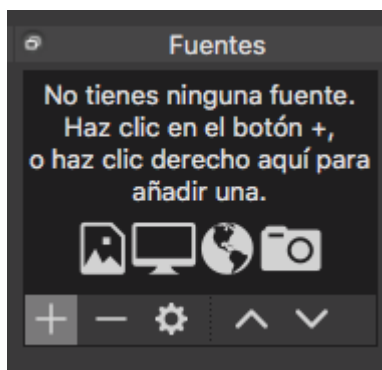 Fuentes
No tienes ninguna fuente.
Haz clic en el botón +,
o haz clic derecho aquí para
añadir una.